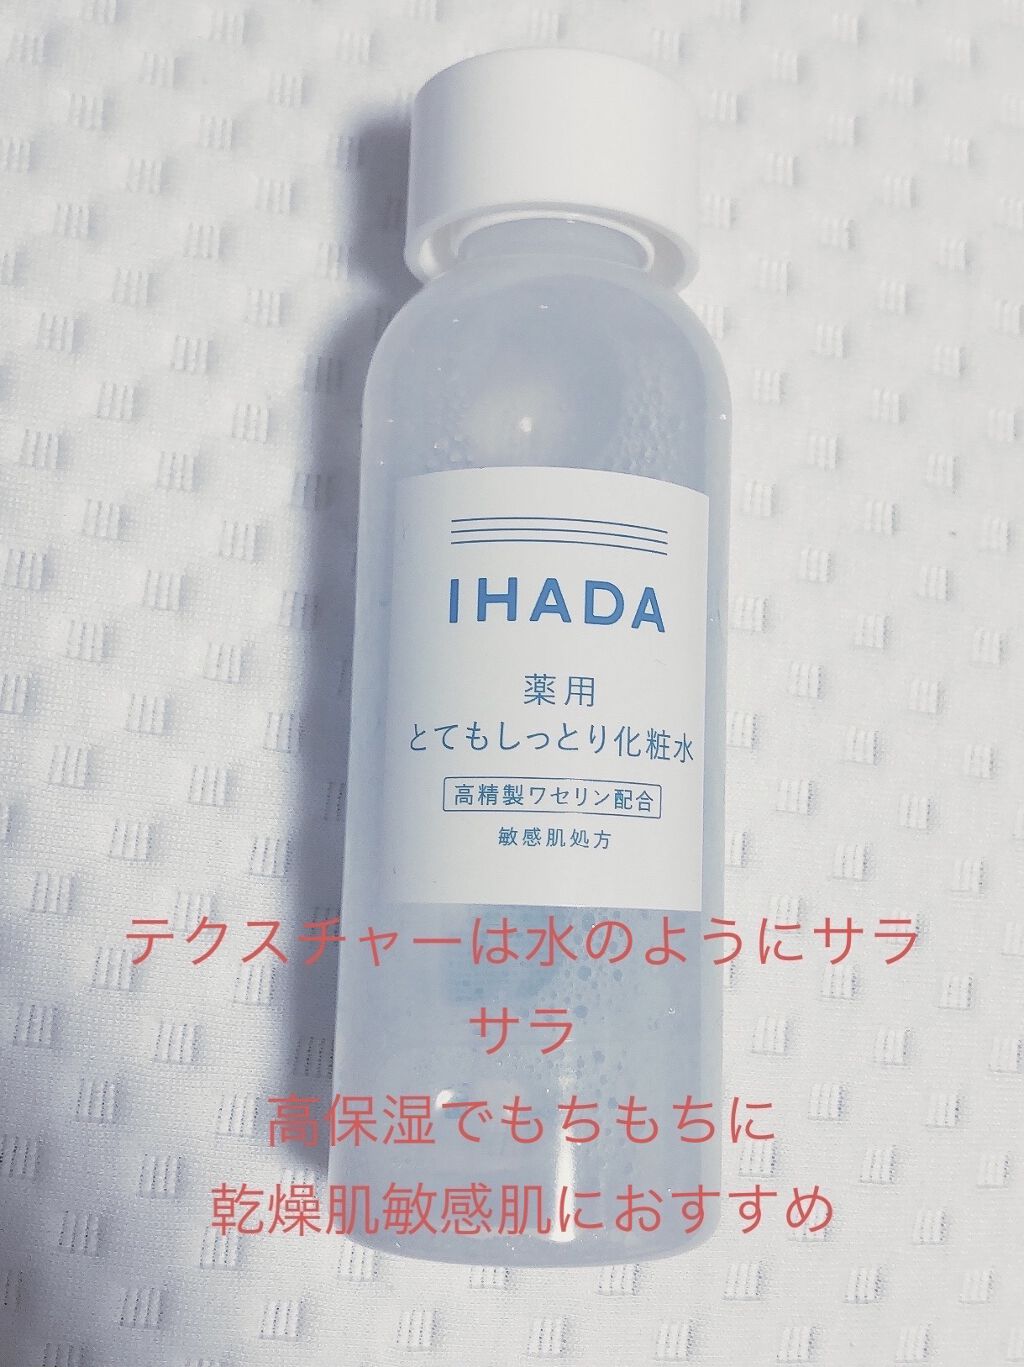 IHADA
薬用
とてもしっとり化粧水
高精製ワセリン配合
敏感肌処方
テクスチャーは水のようにサラ
サラ
高保湿でもちもちに
乾燥肌敏感肌におすすめ